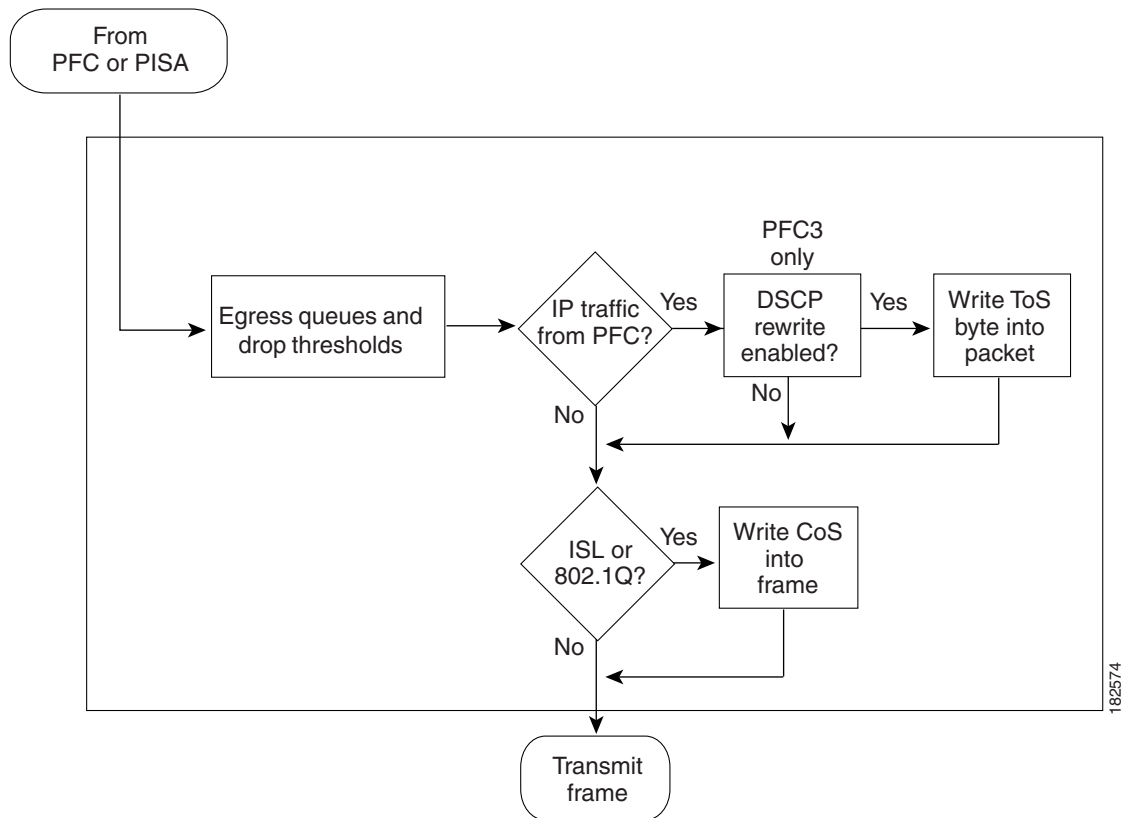 From
PFC or PISA
PFC3
only
Egress queues and
drop thresholds
IP traffic
from PFC?
Yes
DSCP
rewrite
enabled?
Yes
Write ToS
byte into
packet
No
No
ISL or
802.1Q?
Yes
Write CoS
into
frame
No
182574
Transmit
frame